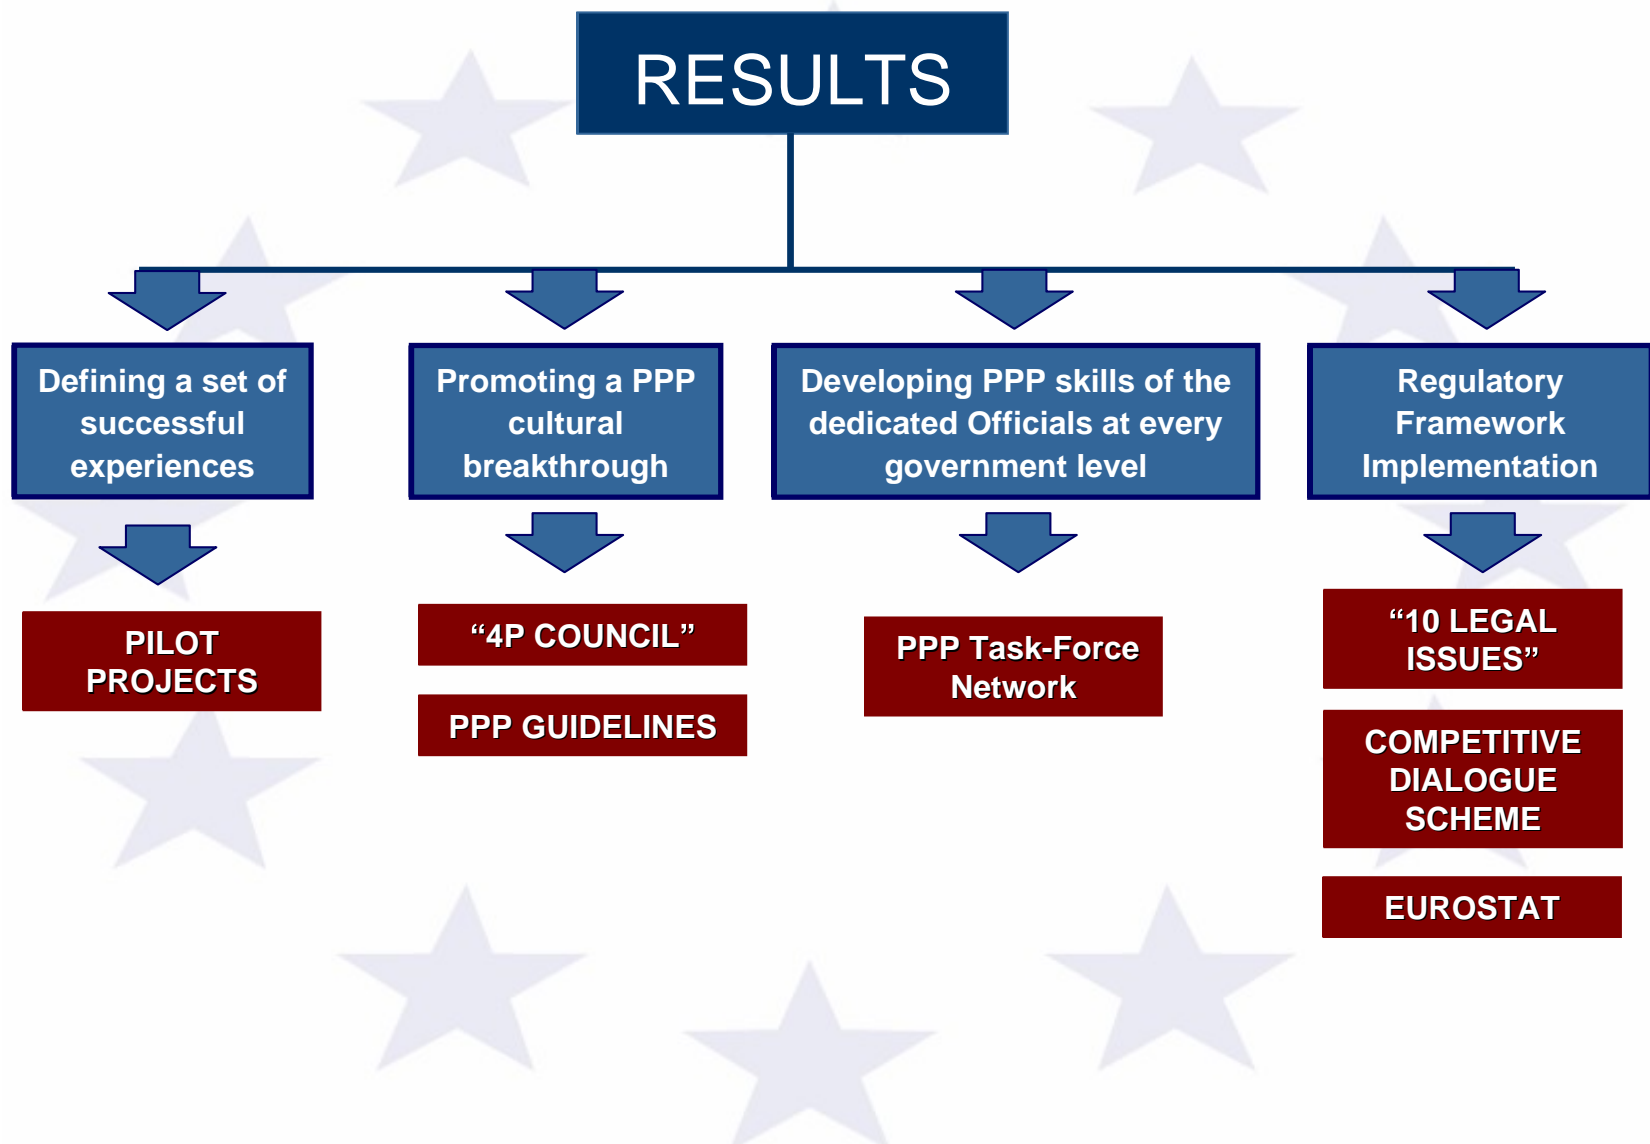 RESULTS
Defining a set of
successful
experiences
Promoting a PPP
cultural
breakthrough
Developing PPP skills of the
dedicated Officials at every
government level
Regulatory
Framework
Implementation
PILOT
PROJECTS
“4P COUNCIL”
PPP GUIDELINES
PPP Task-Force
Network
“10 LEGAL
ISSUES”
COMPETITIVE
DIALOGUE
SCHEME
EUROSTAT